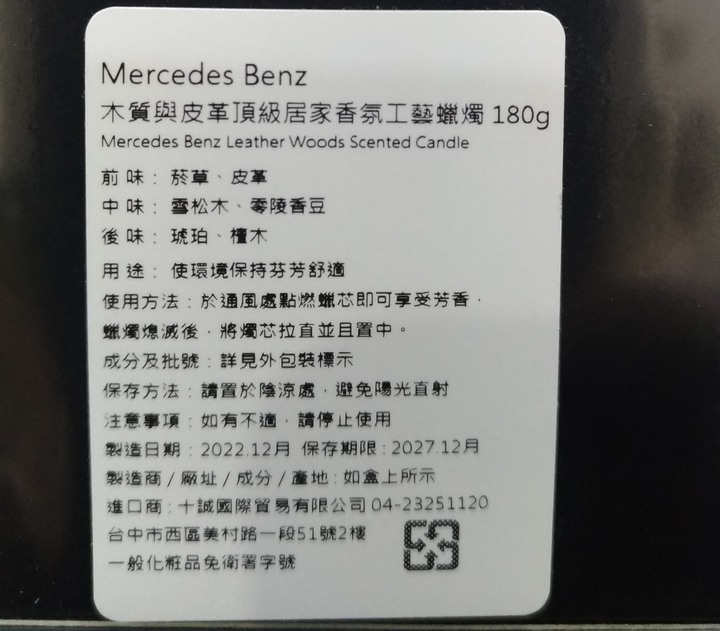 Mercedes Benz
木質與皮革頂級居家香氛工藝蠟燭 180g
Mercedes Benz Leather Woods Scented Candle
前味：菸草、皮革
中味：雪松木、零陵香豆
後味：琥珀、檀木
用途：使環境保持芬芳舒適
使用方法：於通風處點燃蠟芯即可享受芳香，
蠟燭熄滅後，將燭芯拉直並且置中。
成分及批號：詳見外包裝標示
保存方法：請置於陰涼處，避免陽光直射
注意事項：如有不適，請停止使用
製造日期：2022.12月 保存期限：2027.12月
製造商/廠址/成分/產地：如盒上所示
進口商：十誠國際貿易有限公司 04-23251120
台中市西區美村路一段51號2樓
一般化粧品免衛署字號